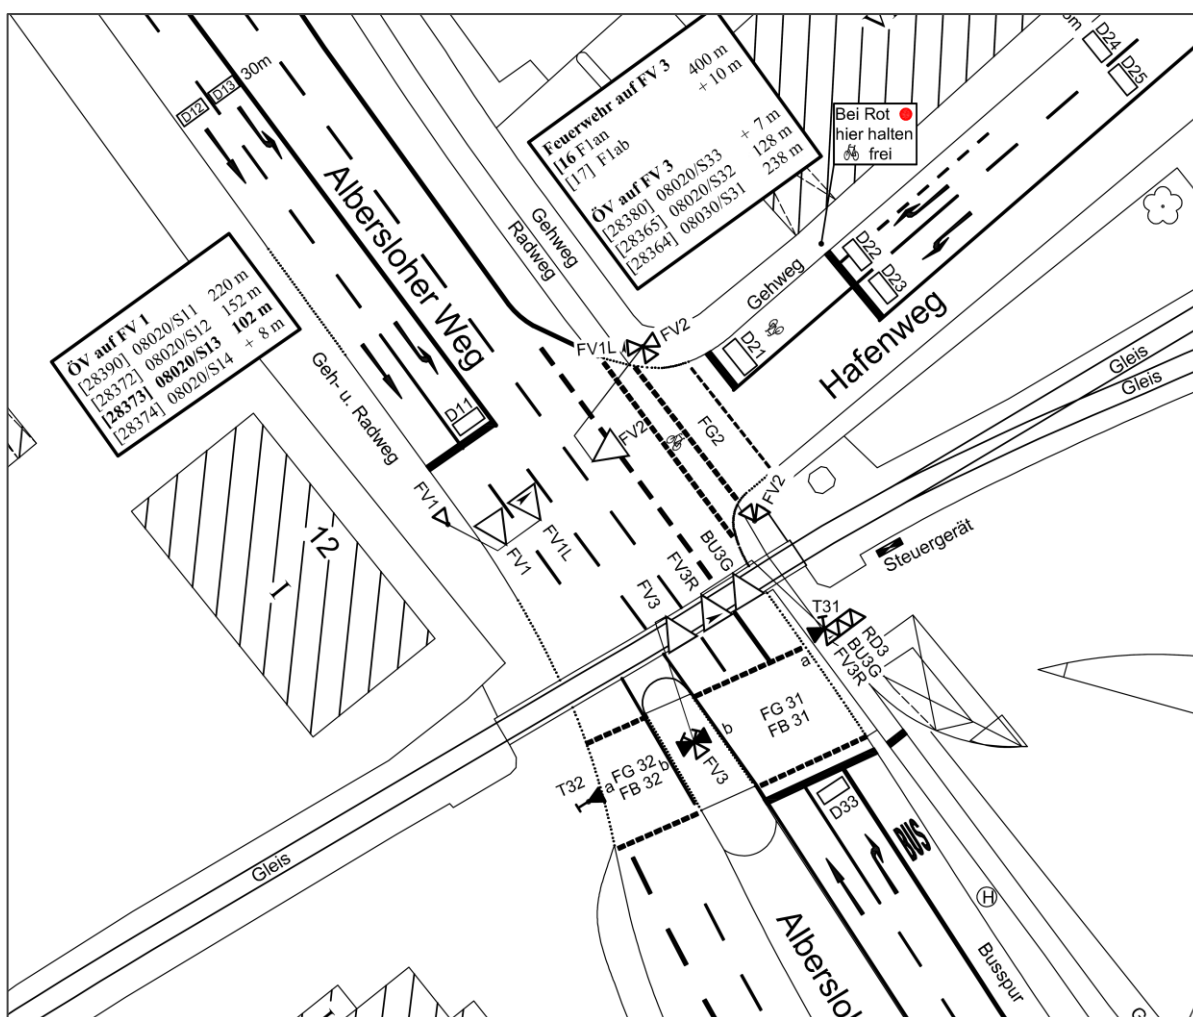 D12
D13
30m
Albersloher Weg
Gehweg
Radweg
Feuerwehr auf FV 3
[16 F1an 400 m
[17] F1ab + 10 m
ÖV auf FV 3
[28380] 08020/S33 + 7 m
[28365] 08020/S32 128 m
[28364] 08030/S31 238 m
Bei Rot
hier halten
frei
D24
D25
D22
D23
Gehweg
Hafenweg
D21
Gleis
Gleis
ÖV auf FV 1
[28390] 08020/S11 220 m
[28372] 08020/S12 152 m
[28373] 08020/S13 102 m
[28374] 08020/S14 + 8 m
Geh- u. Radweg
D11
FV1L
FV2
FV2
FG2
FV2
FV1
FV1
FV1L
12
I
FV3
FV3R
BU3G
Steuergerät
T31
RD3
BU3G
FV3R
a
FG 31
FB 31
b
FV3
FG 32
FB 32
b
a
T32
D33
BUS
H
Gleis
Busspur
Albersloh